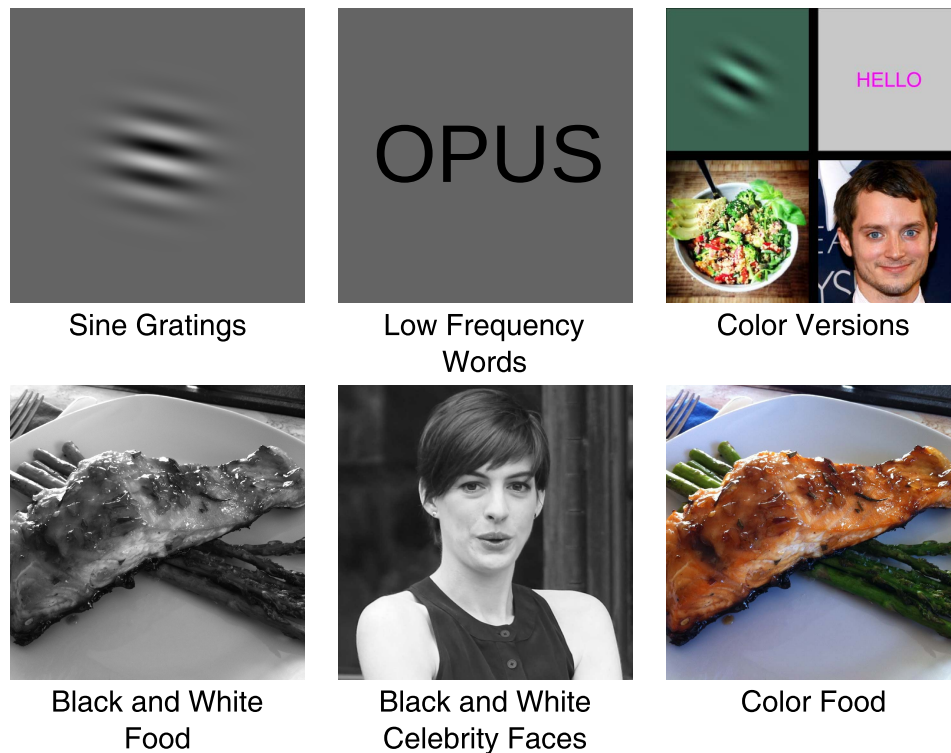 OPUS
HELLO
Sine Gratings
Low Frequency
Words
Color Versions
Black and White
Food
Black and White
Celebrity Faces
Color Food